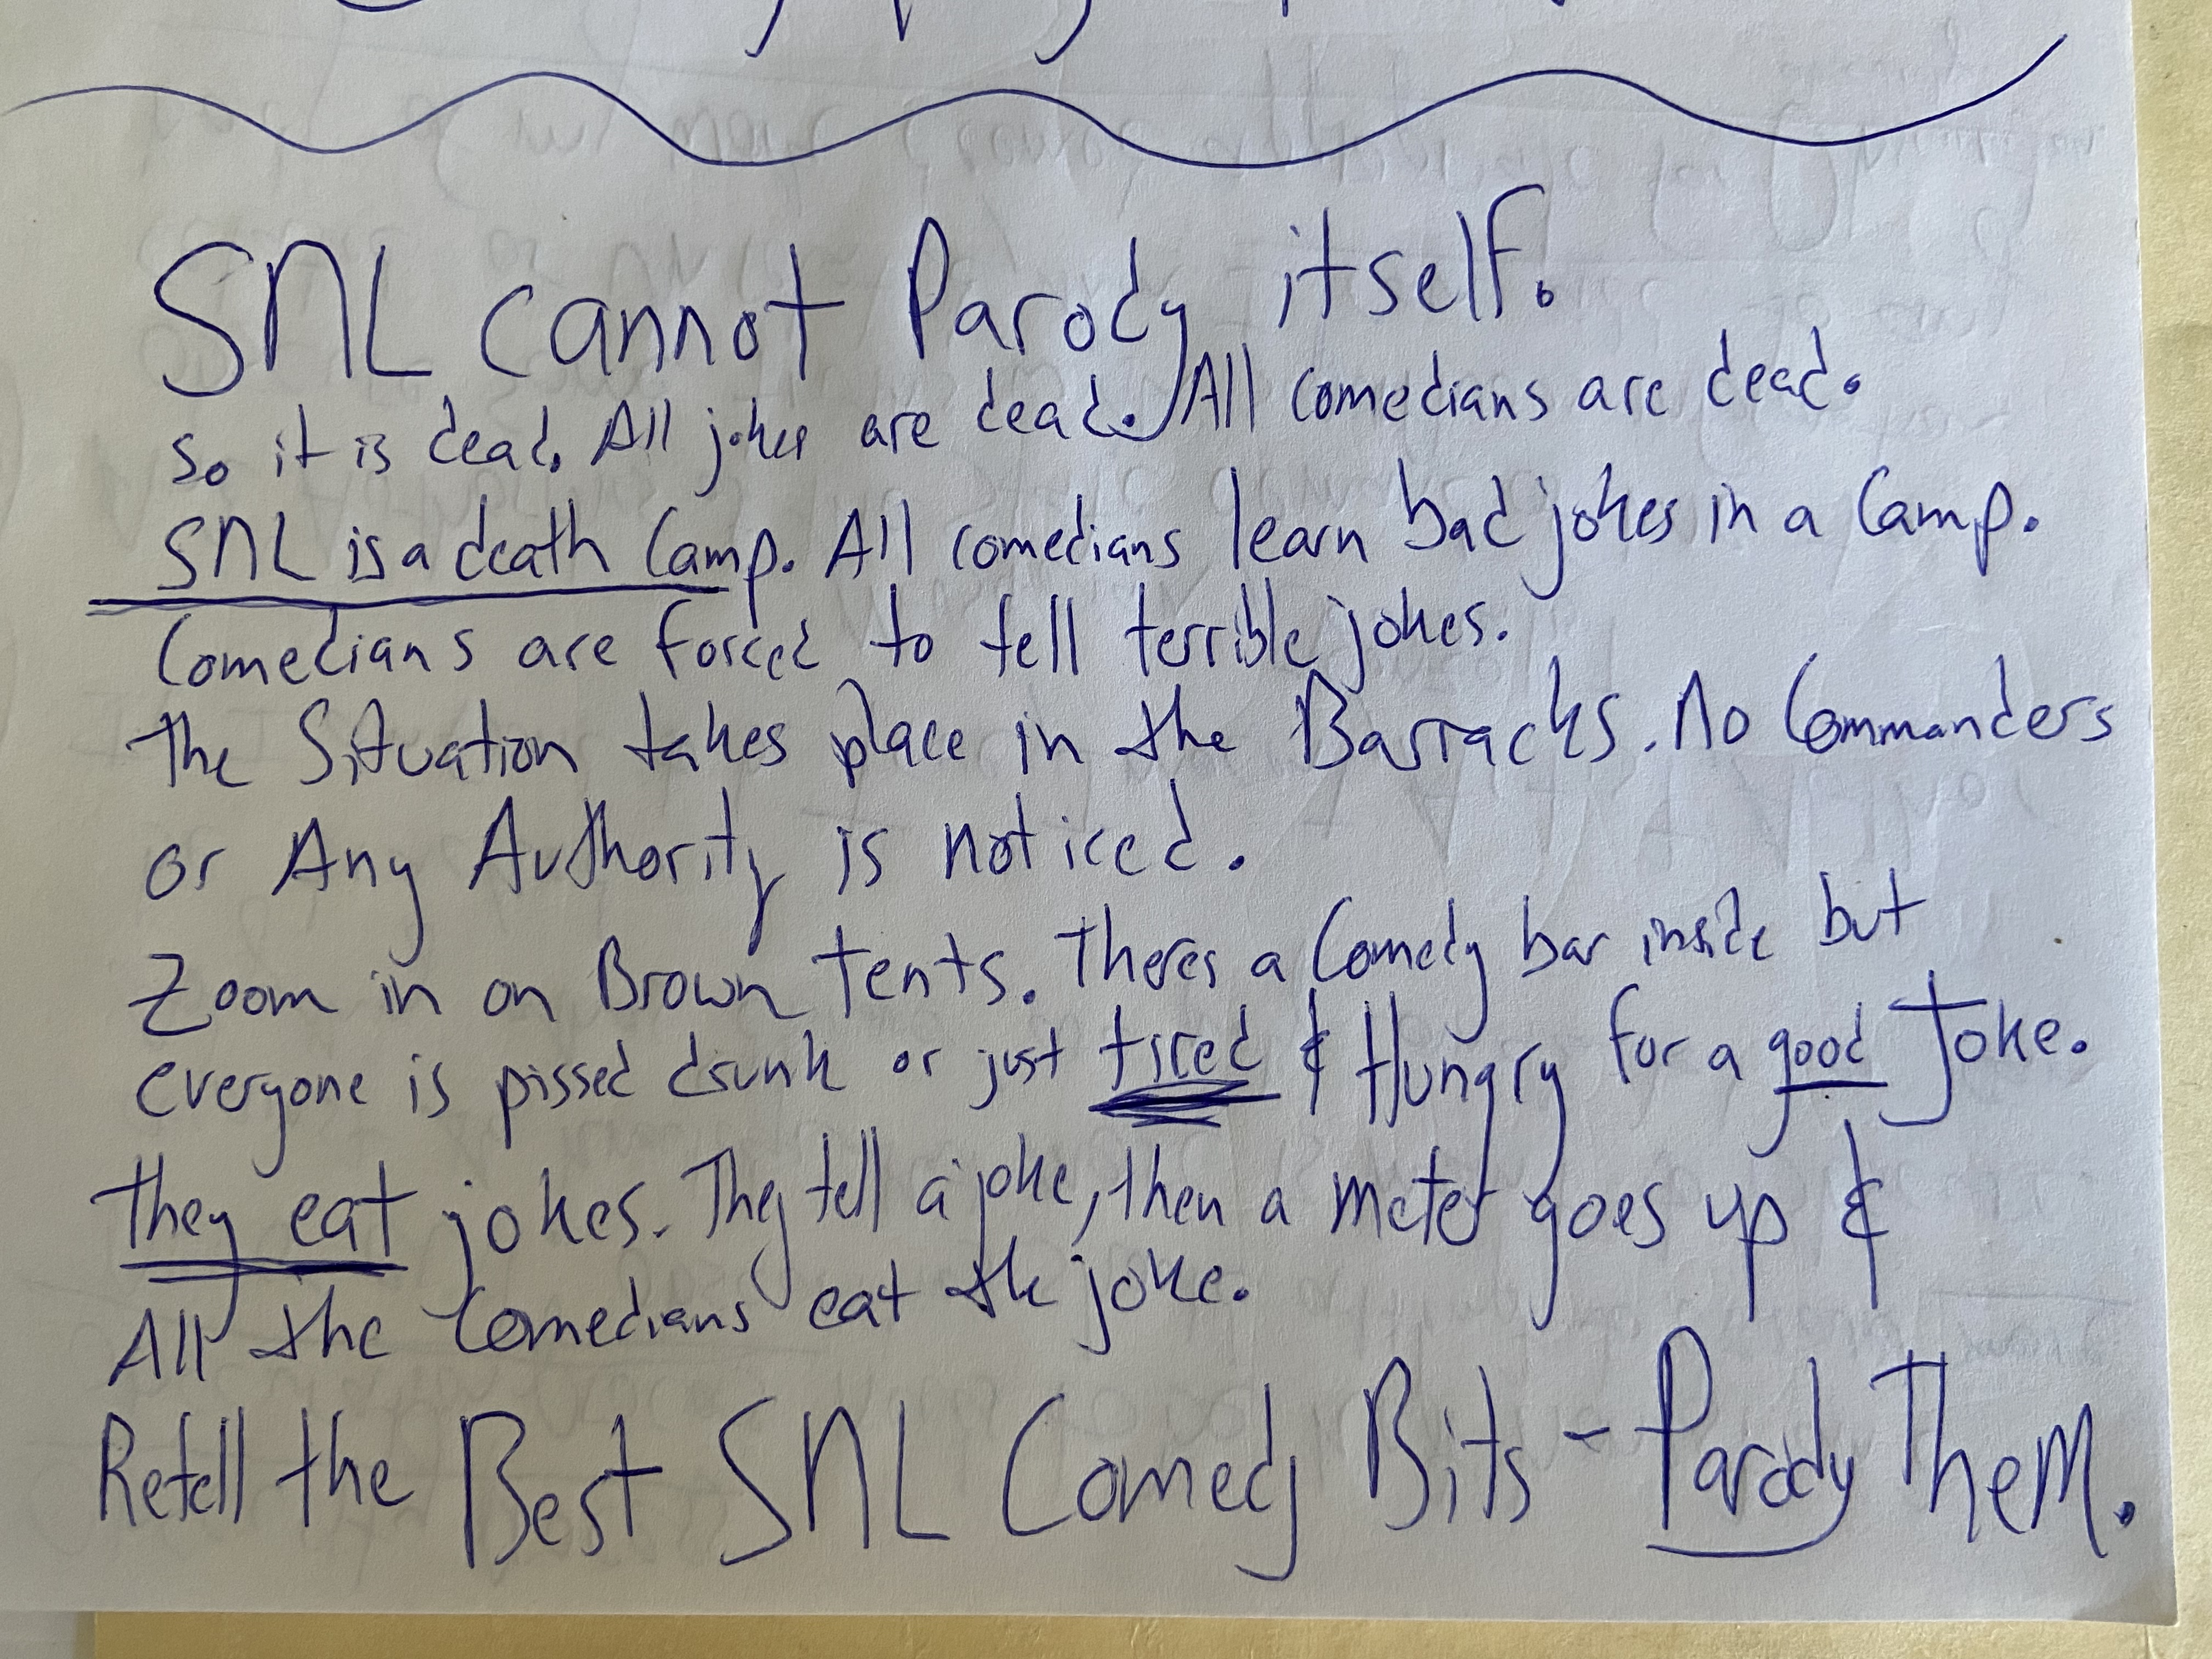 SNL Cannot Parody itself.
So it is dead. All jokes are dead. All comedians are dead.
SNL is a death Camp. All comedians learn bad jokes in a Camp.
Comedians are forced to tell terrible jokes.
The Situation takes place in the Barracks. No Commanders
or Any Authority is noticed.
Zoom in on Brown tents. Theres a Comedy bar inside but
everyone is pissed drunk or just tired & Hungry for a good Joke.
They eat jokes. They tell a joke, then a meter goes up &
All the Comedians eat the joke.
Retell the Best SNL Comedy Bits - Pardy Them.